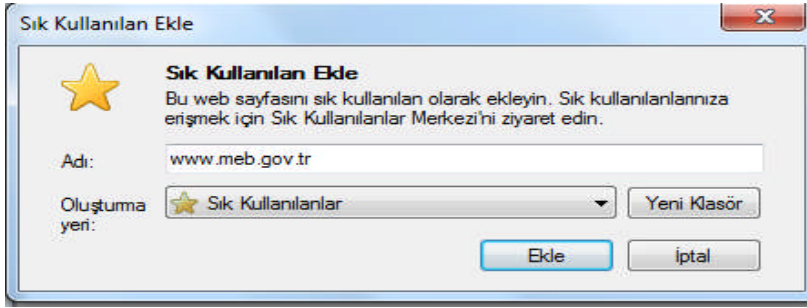 Sık Kullanılan Ekle
Sık Kullanılan Ekle
Bu web sayfasını sık kullanılan olarak ekleyin. Sık kullanılanlarınıza
erişmek için Sık Kullanılanlar Merkezi'ni ziyaret edin.
Adı: www.meb.gov.tr
Oluşturma yeri: Sık Kullanılanlar Yeni Klasör
Ekle İptal